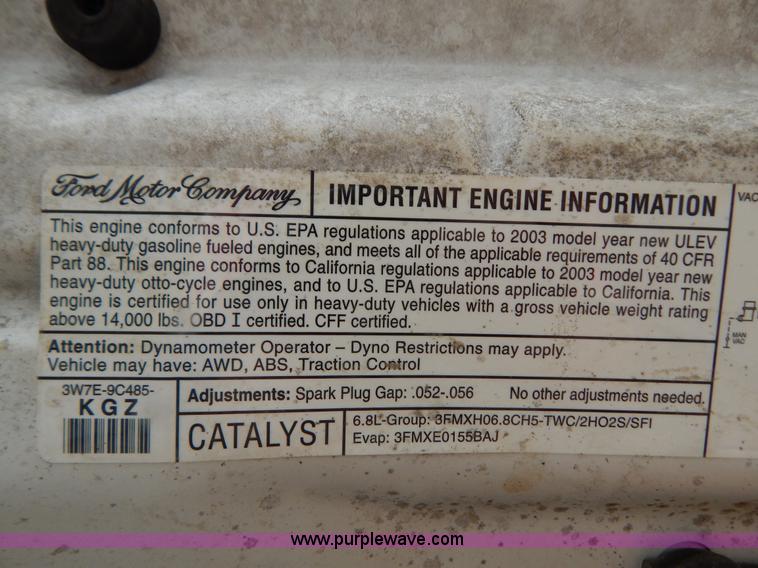 Ford Motor Company
IMPORTANT ENGINE INFORMATION
This engine conforms to U.S. EPA regulations applicable to 2003 model year new ULEV
heavy-duty gasoline fueled engines, and meets all of the applicable requirements of 40 CFR
Part 88. This engine conforms to California regulations applicable to 2003 model year new
heavy-duty otto-cycle engines, and to U.S. EPA regulations applicable to California. This
engine is certified for use only in heavy-duty vehicles with a gross vehicle weight rating
above 14,000 lbs. OBD I certified. CFF certified.
Attention: Dynamometer Operator – Dyno Restrictions may apply.
Vehicle may have: AWD, ABS, Traction Control
3W7E-9C485-
KGZ
Adjustments: Spark Plug Gap: .052-.056 No other adjustments needed.
CATALYST
6.8L-Group: 3FMXH06.8CH5-TWC/2HO2S/SFI
Evap: 3FMXE0155BAJ
VAC
MAN
VAC
www.purplewave.com